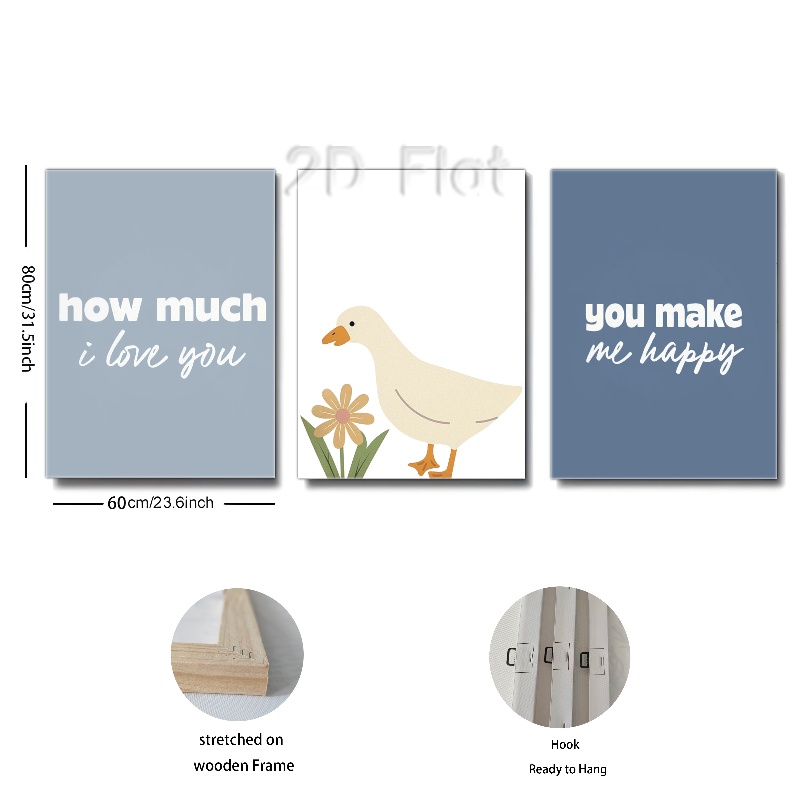 2D Flat
80cm/31.5inch
how much
i love you
you make
me happy
60cm/23.6inch
stretched on
wooden Frame
Hook
Ready to Hang